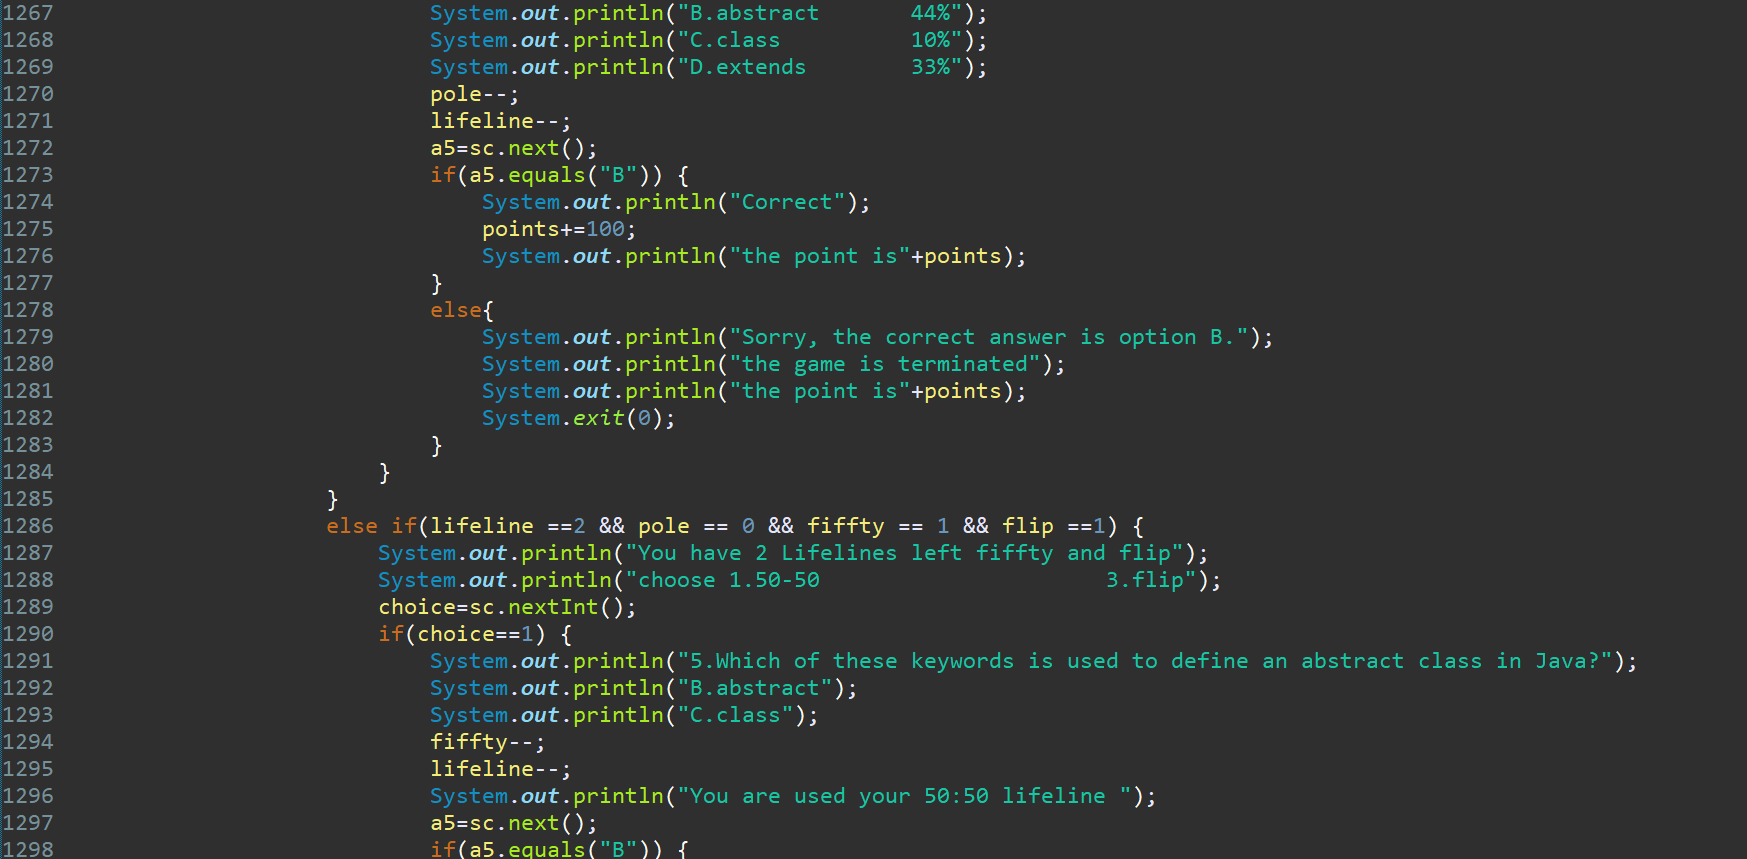 1267 System.out.println("B.abstract       44%");
1268 System.out.println("C.class          10%");
1269 System.out.println("D.extends        33%");
1270 pole--;
1271 lifeline--;
1272 a5=sc.next();
1273 if(a5.equals("B")) {
1274 System.out.println("Correct");
1275 points+=100;
1276 System.out.println("the point is"+points);
1277 }
1278 else{
1279 System.out.println("Sorry, the correct answer is option B.");
1280 System.out.println("the game is terminated");
1281 System.out.println("the point is"+points);
1282 System.exit(0);
1283 }
1284 }
1285 }
1286 else if(lifeline ==2 && pole == 0 && fiffty == 1 && flip ==1) {
1287 System.out.println("You have 2 Lifelines left fiffty and flip");
1288 System.out.println("choose 1.50-50                      3.flip");
1289 choice=sc.nextInt();
1290 if(choice==1) {
1291 System.out.println("5.Which of these keywords is used to define an abstract class in Java?");
1292 System.out.println("B.abstract");
1293 System.out.println("C.class");
1294 fiffty--;
1295 lifeline--;
1296 System.out.println("You are used your 50:50 lifeline ");
1297 a5=sc.next();
1298 if(a5.equals("B")) {